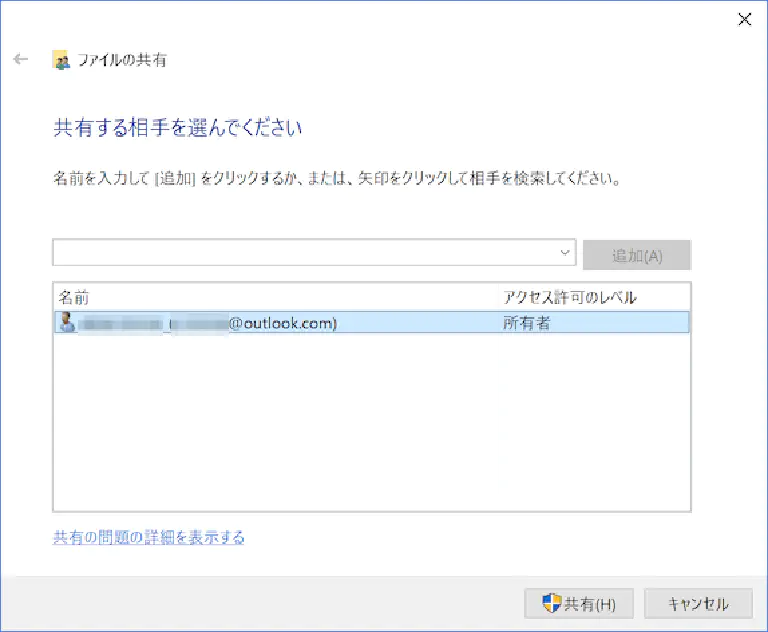 ファイルの共有
共有する相手を選んでください
名前を入力して [追加] をクリックするか、または、矢印をクリックして相手を検索してください。
追加(A)
名前 アクセス許可のレベル
@outlook.com) 所有者
共有の問題の詳細を表示する
共有(H) キャンセル